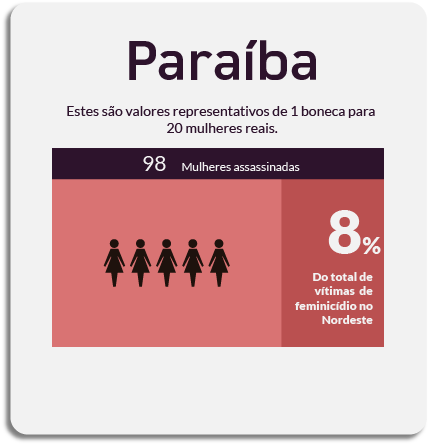 Paraíba
Estes são valores representativos de 1 boneca para
20 mulheres reais.
98 Mulheres assassinadas
8%
Do total de
vítimas de
feminicídio no
Nordeste